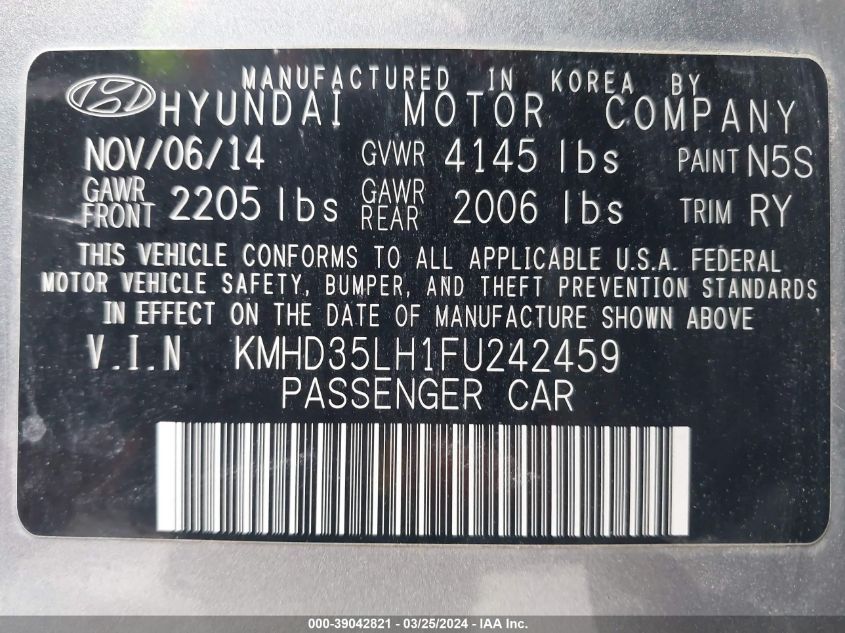 MANUFACTURED IN KOREA BY
HYUNDAI MOTOR COMPANY
NOV/06/14 GVWR 4145 lbs PAINT N5S
GAWR FRONT 2205 lbs GAWR REAR 2006 lbs TRIM RY
THIS VEHICLE CONFORMS TO ALL APPLICABLE U.S.A. FEDERAL
MOTOR VEHICLE SAFETY, BUMPER, AND THEFT PREVENTION STANDARDS
IN EFFECT ON THE DATE OF MANUFACTURE SHOWN ABOVE
V.I.N KMHD35LH1FU242459
PASSENGER CAR
000-39042821 - 03/25/2024 - IAA Inc.